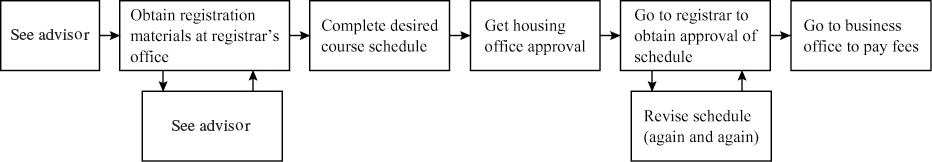 See advisor
Obtain registration
materials at registrar's
office
Complete desired
course schedule
Get housing
office approval
Go to registrar to
obtain approval of
schedule
Go to business
office to pay fees
See advisor
Revise schedule
(again and again)